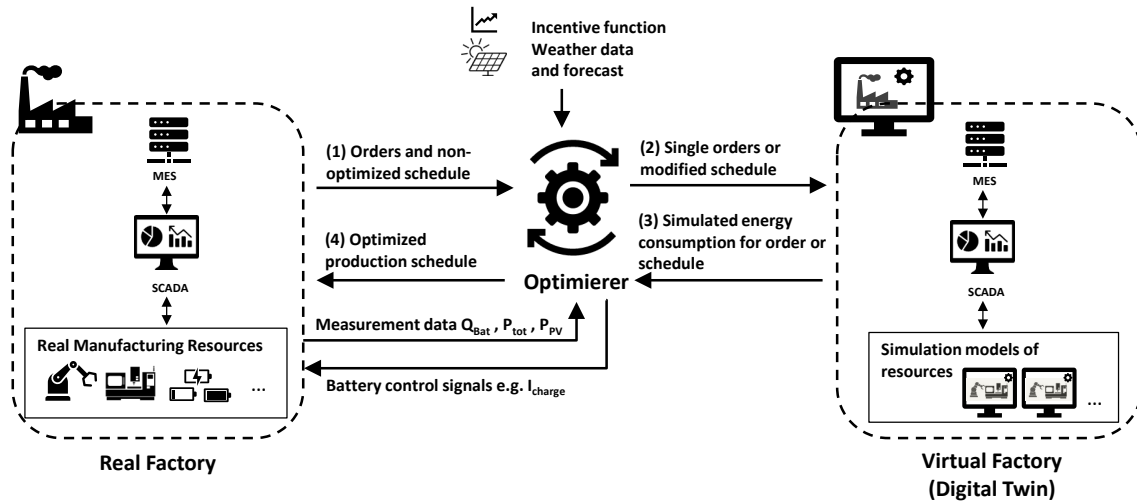 Incentive function
Weather data
and forecast
MES
SCADA
Real Manufacturing Resources
...
Real Factory
(1) Orders and non-
optimized schedule
(4) Optimized
production schedule
Measurement data Q_Bat , P_tot , P_PV
Battery control signals e.g. I_charge
Optimierer
(2) Single orders or
modified schedule
(3) Simulated energy
consumption for order or
schedule
MES
SCADA
Simulation models of
resources
...
Virtual Factory
(Digital Twin)